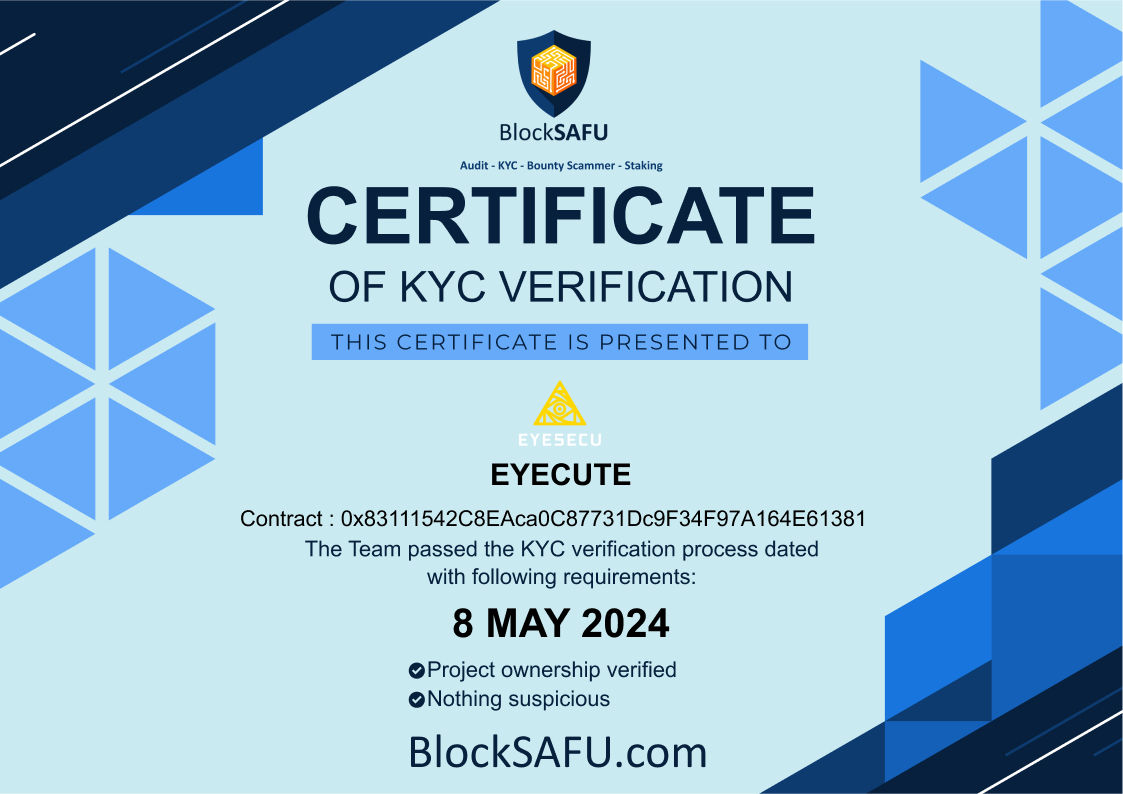 BlockSAFU
Audit - KYC - Bounty Scammer - Staking
CERTIFICATE
OF KYC VERIFICATION
THIS CERTIFICATE IS PRESENTED TO
EYESECU
EYECUTE
Contract : 0x83111542C8EAca0C87731Dc9F34F97A164E61381
The Team passed the KYC verification process dated
with following requirements:
8 MAY 2024
Project ownership verified
Nothing suspicious
BlockSAFU.com